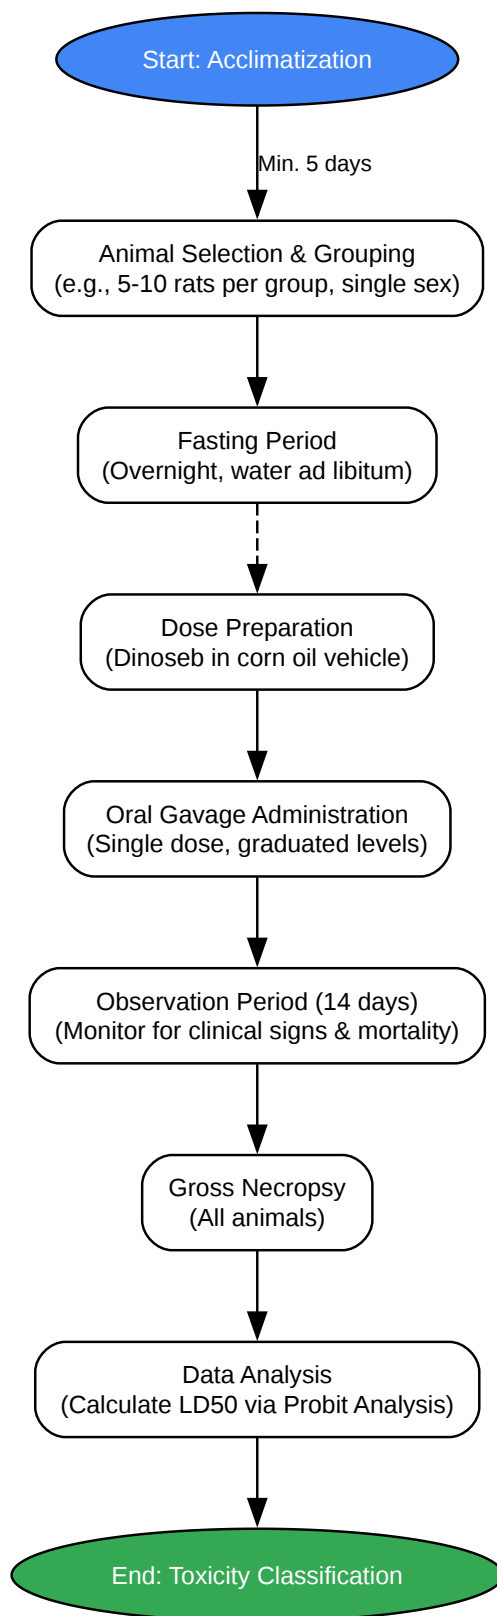 Start: Acclimatization
Min. 5 days
Animal Selection & Grouping
(e.g., 5-10 rats per group, single sex)
Fasting Period
(Overnight, water ad libitum)
Dose Preparation
(Dinoseb in corn oil vehicle)
Oral Gavage Administration
(Single dose, graduated levels)
Observation Period (14 days)
(Monitor for clinical signs & mortality)
Gross Necropsy
(All animals)
Data Analysis
(Calculate LD50 via Probit Analysis)
End: Toxicity Classification